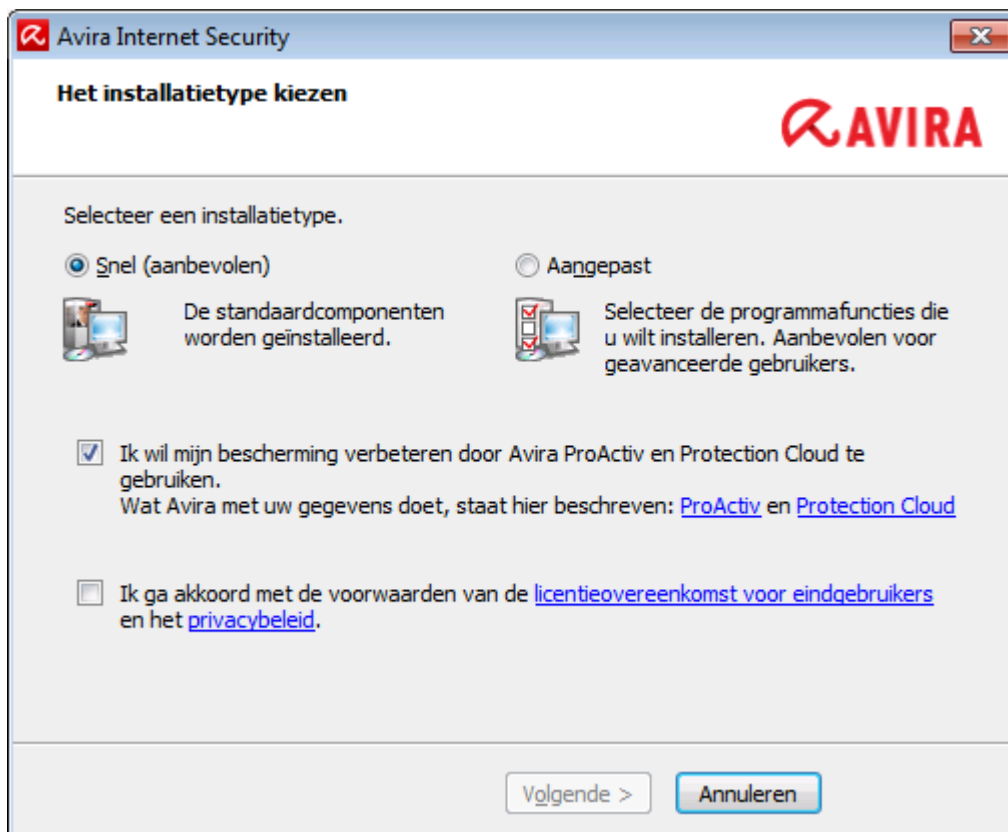 Avira Internet Security
Het installatietype kiezen
AVIRA
Selecteer een installatietype.
Snel (aanbevolen)
De standaardcomponenten
worden geïnstalleerd.
Aangepast
Selecteer de programmafuncties die
u wilt installeren. Aanbevolen voor
geavanceerde gebruikers.
Ik wil mijn bescherming verbeteren door Avira ProActiv en Protection Cloud te
gebruiken.
Wat Avira met uw gegevens doet, staat hier beschreven: ProActiv en Protection Cloud
Ik ga akkoord met de voorwaarden van de licentieovereenkomst voor eindgebruikers
en het privacybeleid.
Volgende >
Annuleren